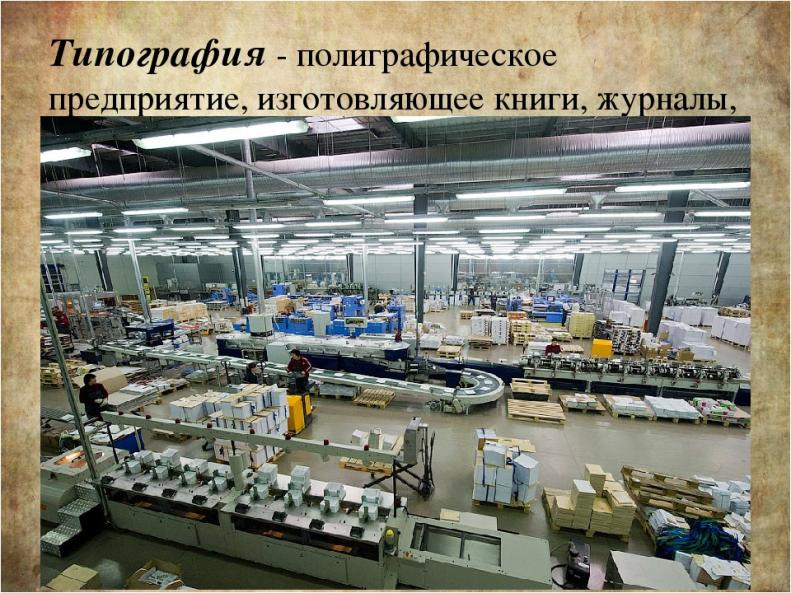 Типография - полиграфическое
предприятие, изготовляющее книги, журналы,